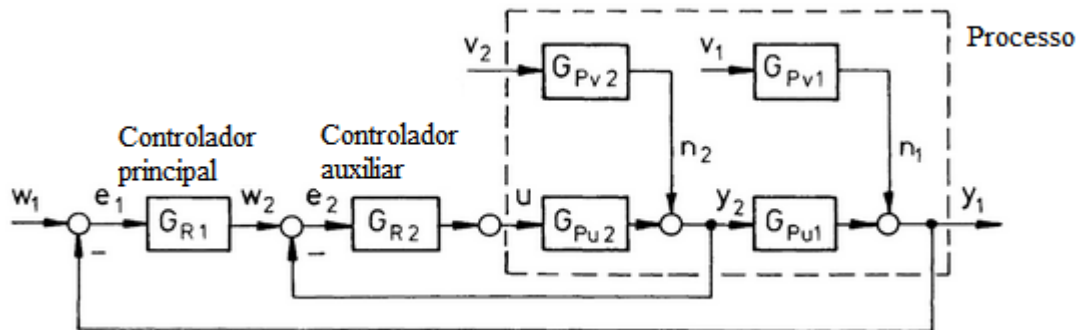 Processo
v2
GPv2
v1
GPv1
Controlador
principal
Controlador
auxiliar
n2
n1
w1
e1
GR1
w2
e2
GR2
u
GPu2
y2
GPu1
y1
−
−